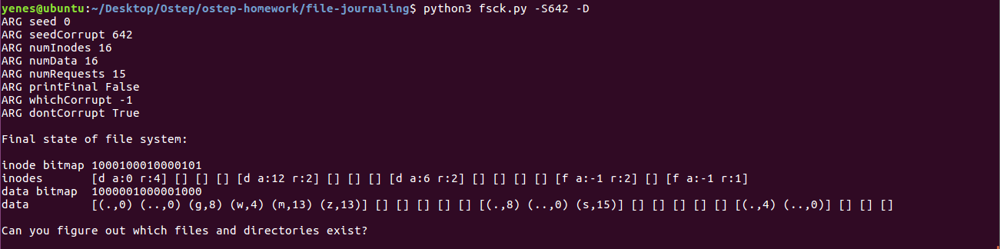 yenes@ubuntu:~/Desktop/Ostep/ostep-homework/file-journaling$ python3 fsck.py -S642 -D
ARG seed 0
ARG seedCorrupt 642
ARG numInodes 16
ARG numData 16
ARG numRequests 15
ARG printFinal False
ARG whichCorrupt -1
ARG dontCorrupt True
Final state of file system:
inode bitmap 1000100010000101
inodes [d a:0 r:4] [] [] [] [d a:12 r:2] [] [] [] [d a:6 r:2] [] [] [] [] [f a:-1 r:2] [] [f a:-1 r:1]
data bitmap 1000001000001000
data [(.,0) (..,0) (g,8) (w,4) (m,13) (z,13)] [] [] [] [] [] [(.,8) (..,0) (s,15)] [] [] [] [] [] [(.,4) (..,0)] [] [] []
Can you figure out which files and directories exist?